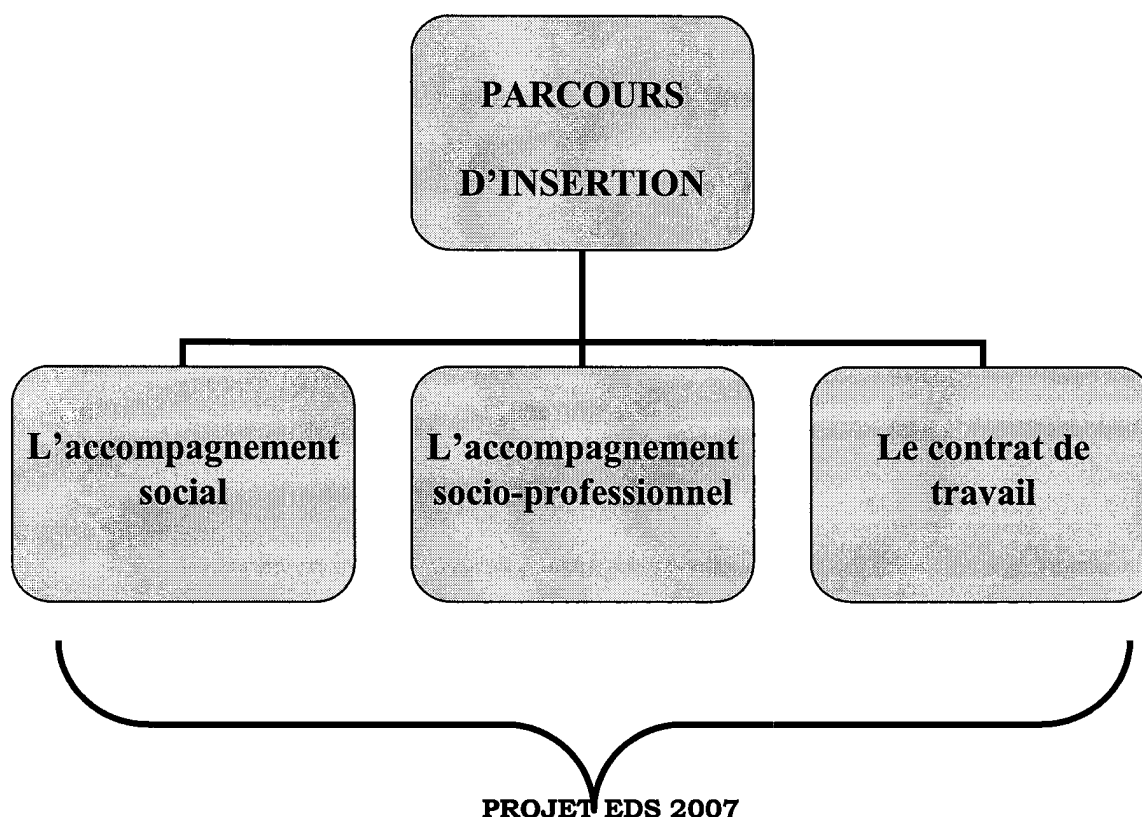 PARCOURS
D’INSERTION
L’accompagnement
social
L’accompagnement
socio-professionnel
Le contrat de
travail
PROJET EDS 2007